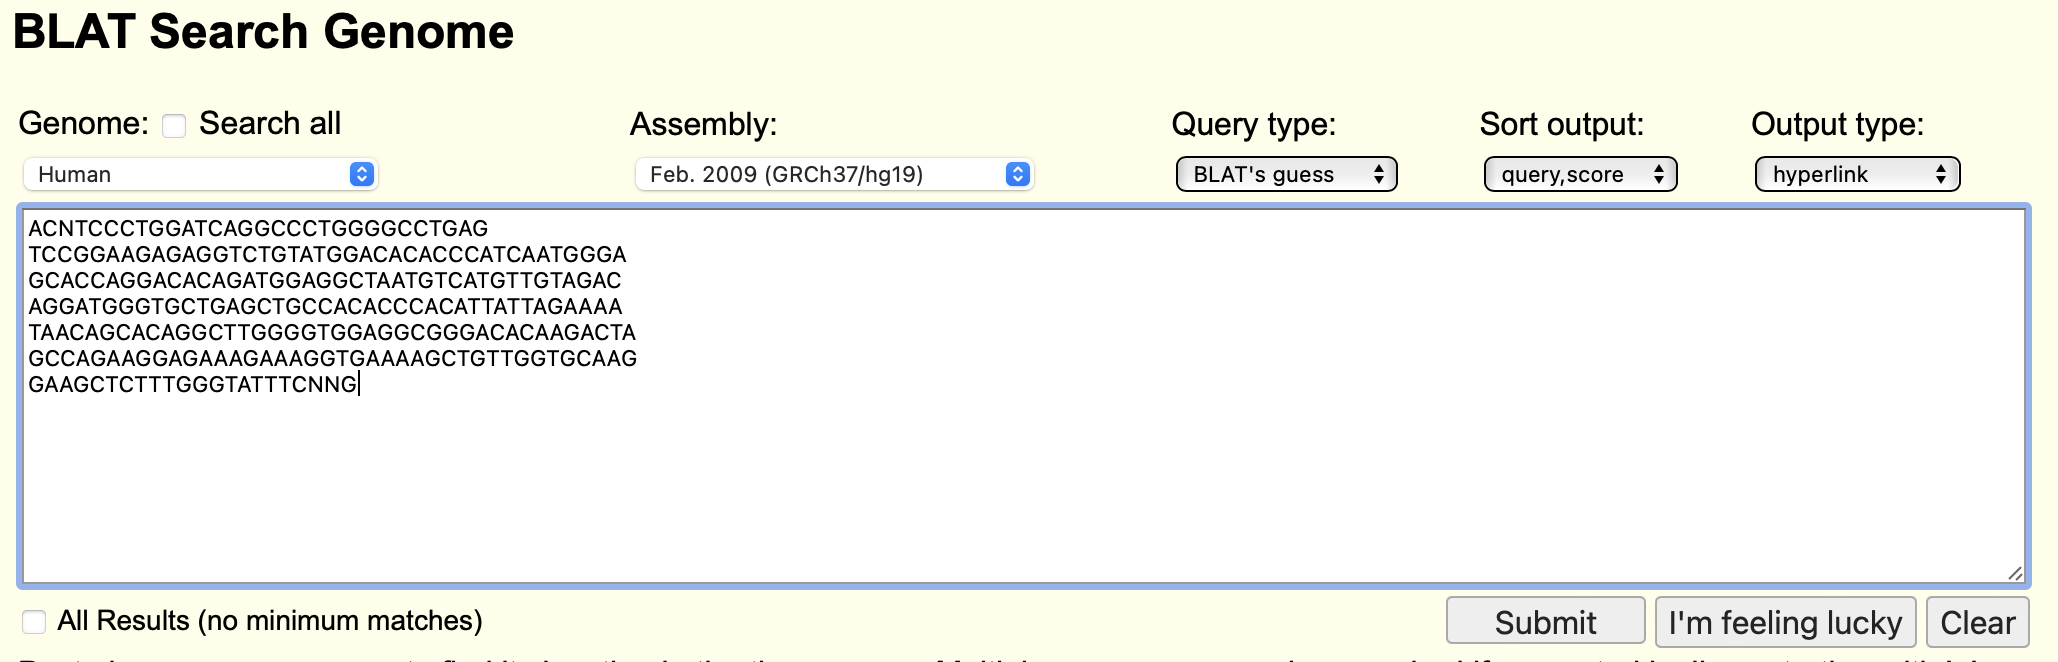 BLAT Search Genome
Genome: Search all Assembly: Query type: Sort output: Output type:
Human Feb. 2009 (GRCh37/hg19) BLAT's guess query,score hyperlink
ACNTCCCTGGATCAGGCCCTGGGGCCTGAG
TCCGGAAGAGAGGTCTGTATGGACACACCCATCAATGGGA
GCACCAGGACACAGATGGAGGCTAATGTCATGTTGTAGAC
AGGATGGGTGCTGAGCTGCCACACCCACATTATTAGAAAA
TAACAGCACAGGCTTGGGGTGGAGGCGGGACACAAGACTA
GCCAGAAGGAGAAAGAAAGGTGAAAAGCTGTTGGTGCAAG
GAAGCTCTTTGGGTATTTCNNG
All Results (no minimum matches) Submit I'm feeling lucky Clear